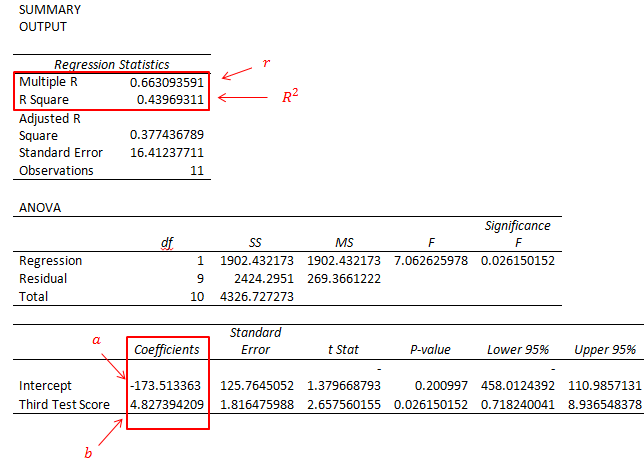 SUMMARY
OUTPUT
Regression Statistics
Multiple R 0.663093591
r
R Square 0.43969311
R²
Adjusted R
Square 0.377436789
Standard Error 16.41237711
Observations 11
ANOVA
Significance
df SS MS F F
Regression 1 1902.432173 1902.432173 7.062625978 0.026150152
Residual 9 2424.2951 269.3661222
Total 10 4326.727273
a
Standard
Coefficients Error t Stat P-value Lower 95% Upper 95%
- -
Intercept -173.513363 125.7645052 1.379668793 0.200997 458.0124392 110.9857131
Third Test Score 4.827394209 1.816475988 2.657560155 0.026150152 0.718240041 8.936548378
b